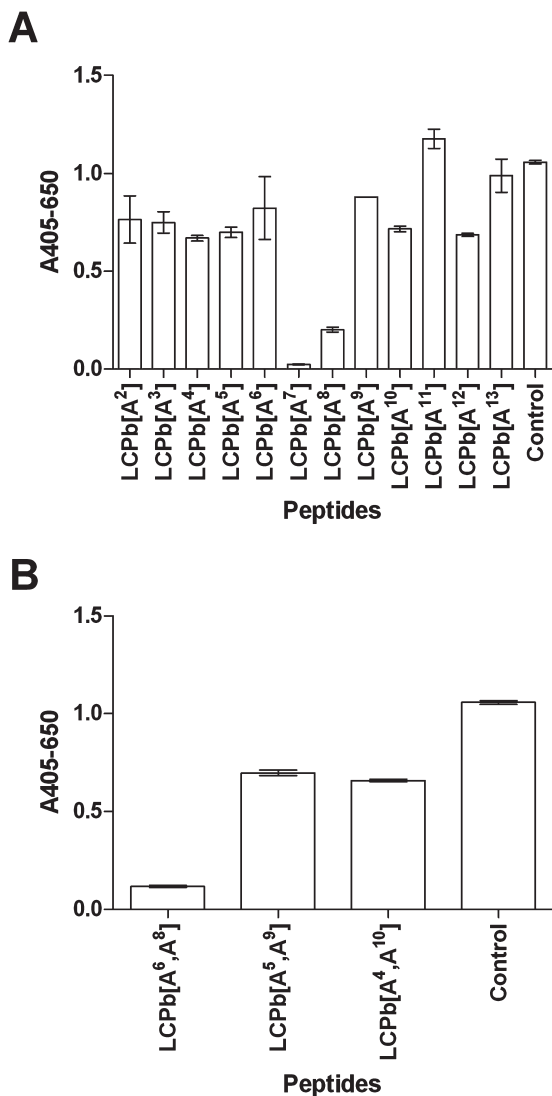 A
1.5
1.0
0.5
0.0
A405-650
LCPb[A²]
LCPb[A³]
LCPb[A⁴]
LCPb[A⁵]
LCPb[A⁶]
LCPb[A⁷]
LCPb[A⁸]
LCPb[A⁹]
LCPb[A¹⁰]
LCPb[A¹¹]
LCPb[A¹²]
LCPb[A¹³]
Control
Peptides
B
1.5
1.0
0.5
0.0
A405-650
LCPb[A⁶,A⁸]
LCPb[A⁵,A⁹]
LCPb[A⁴,A¹⁰]
Control
Peptides